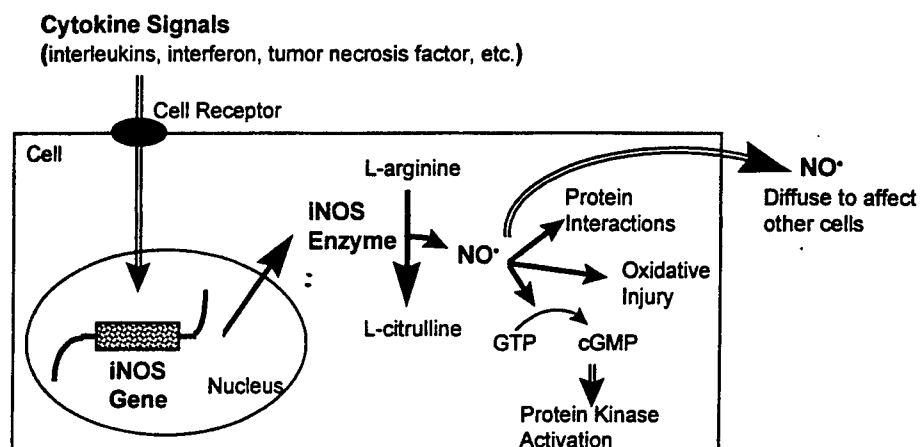 Cytokine Signals
(interleukins, interferon, tumor necrosis factor, etc.)
Cell Receptor
Cell
L-arginine
iNOS
Enzyme
NO•
Protein
Interactions
Oxidative
Injury
NO•
Diffuse to affect
other cells
L-citrulline
GTP
cGMP
iNOS
Gene
Nucleus
Protein Kinase
Activation